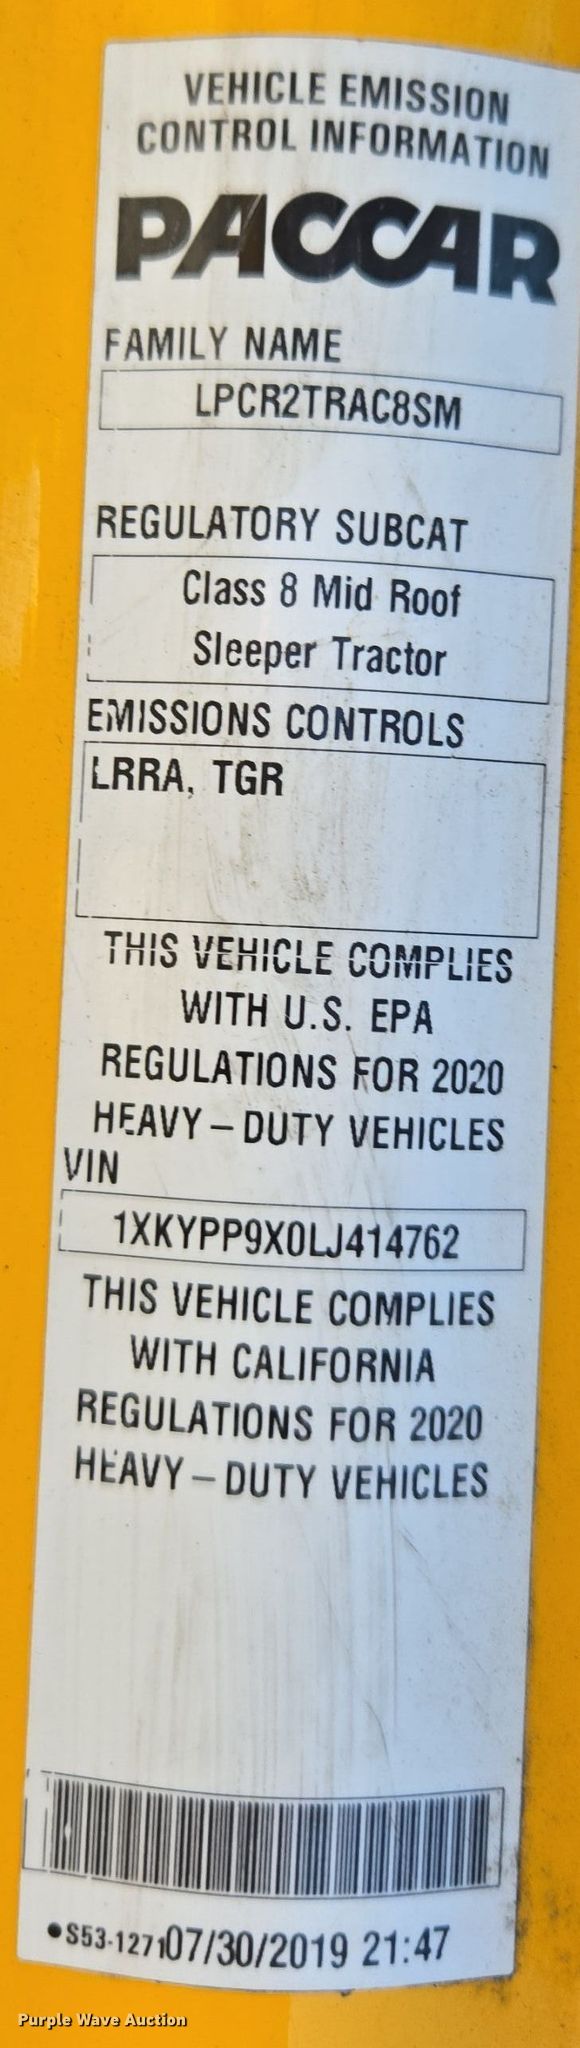 VEHICLE EMISSION
CONTROL INFORMATION
PACCAR
FAMILY NAME
LPCR2TRAC8SM
REGULATORY SUBCAT
Class 8 Mid Roof
Sleeper Tractor
EMISSIONS CONTROLS
LRRA, TGR
THIS VEHICLE COMPLIES
WITH U.S. EPA
REGULATIONS FOR 2020
HEAVY–DUTY VEHICLES
VIN
1XKYPP9X0LJ414762
THIS VEHICLE COMPLIES
WITH CALIFORNIA
REGULATIONS FOR 2020
HEAVY–DUTY VEHICLES
•S53-1271 07/30/2019 21:47
Purple Wave Auction